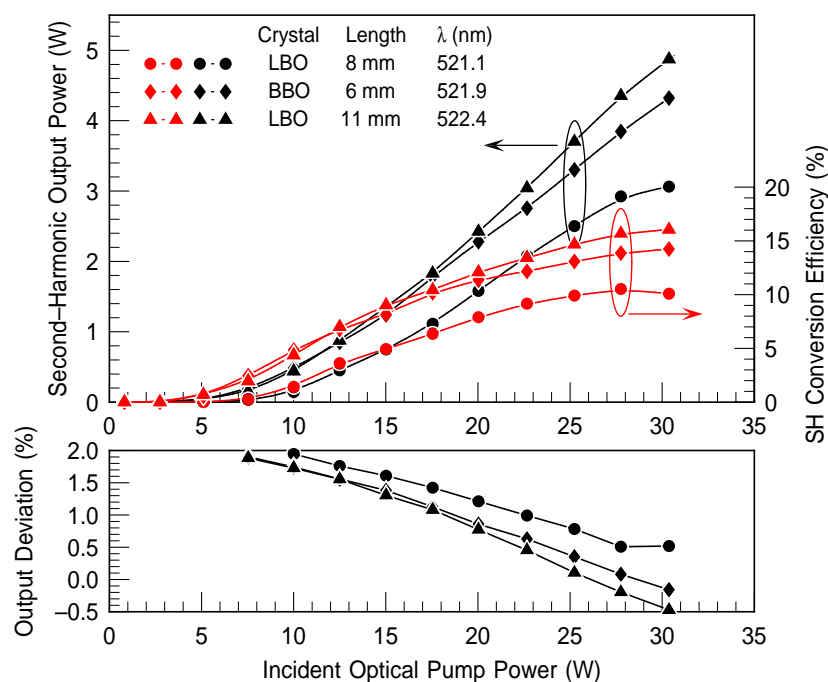 Crystal Length λ (nm)
LBO 8 mm 521.1
BBO 6 mm 521.9
LBO 11 mm 522.4
Second–Harmonic Output Power (W)
5
4
3
2
1
0
SH Conversion Efficiency (%)
20
15
10
5
0
0 5 10 15 20 25 30 35
Output Deviation (%)
2.0
1.5
1.0
0.5
0.0
–0.5
0 5 10 15 20 25 30 35
Incident Optical Pump Power (W)